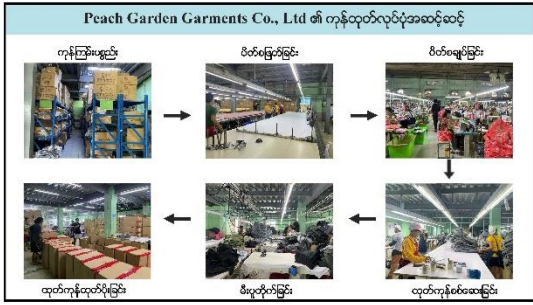 Peach Garden Garments Co., Ltd ၏ ကုန်ထုတ်လုပ်ပုံအဆင့်ဆင့်
ကုန်ကြမ်းပစ္စည်း
ပိတ်စဖြတ်ခြင်း
ပိတ်စချုပ်ခြင်း
ထုတ်ကုန်ထုတ်ပိုးခြင်း
မီးပူတိုက်ခြင်း
ထုတ်ကုန်စစ်ဆေးခြင်း